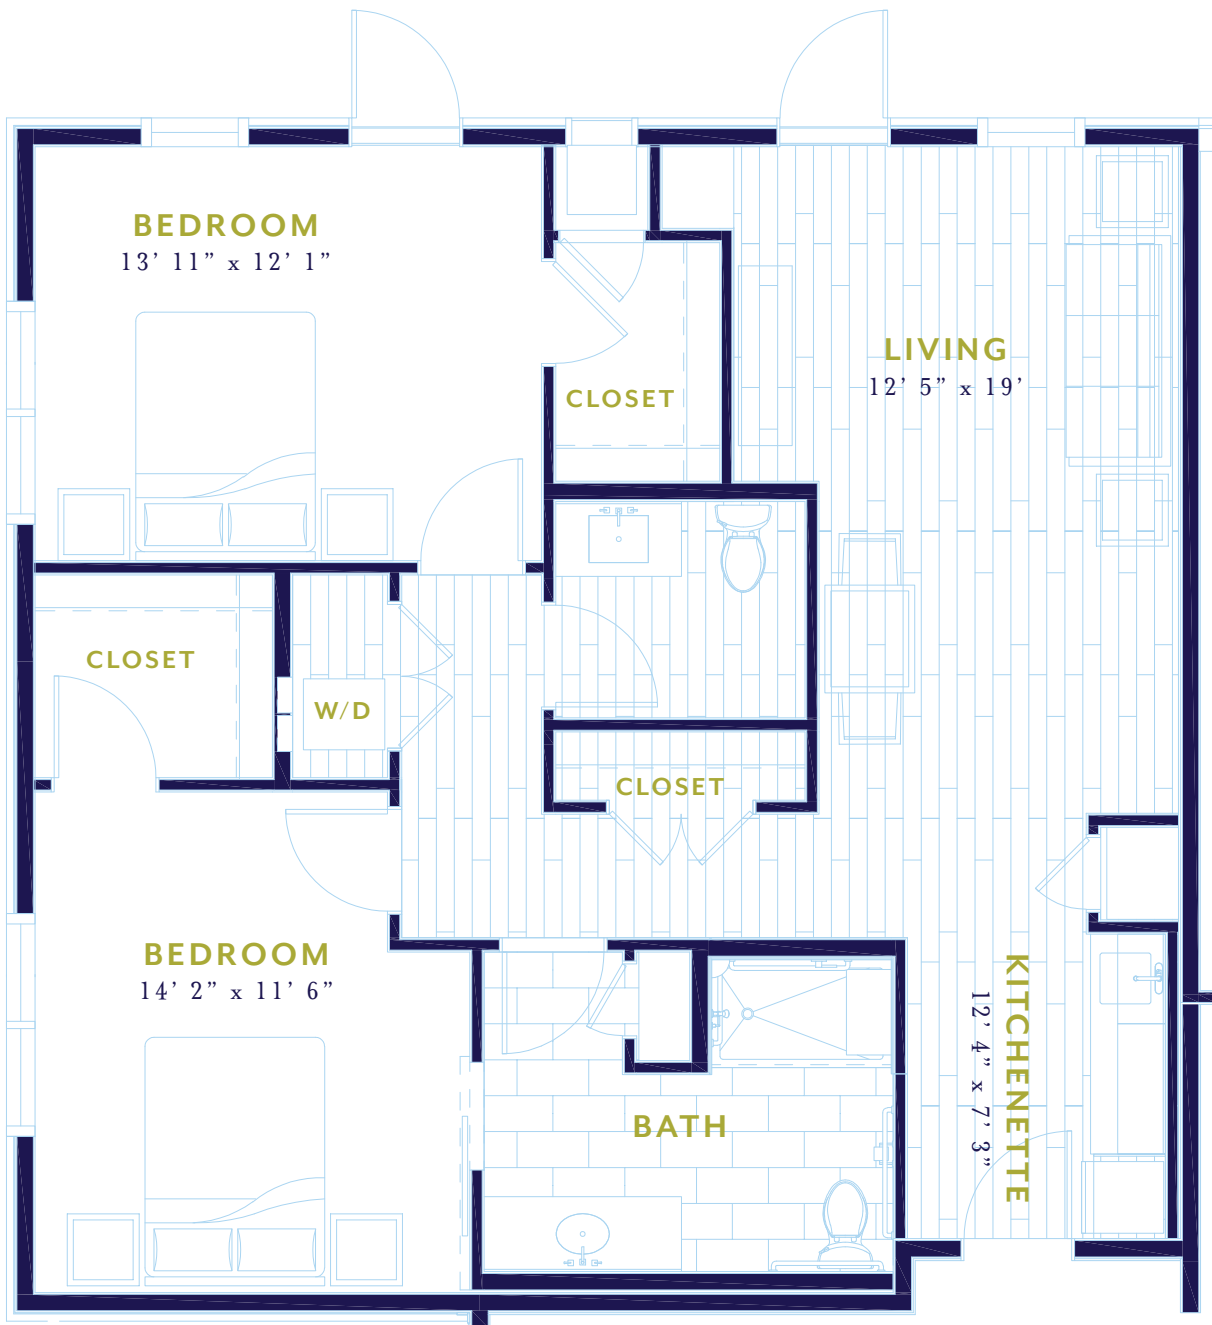 BEDROOM
13’ 11” x 12’ 1”
LIVING
12’ 5” x 19’
CLOSET
CLOSET
W/D
CLOSET
BEDROOM
14’ 2” x 11’ 6”
KITCHENETTE
12’ 4” x 7’ 3”
BATH